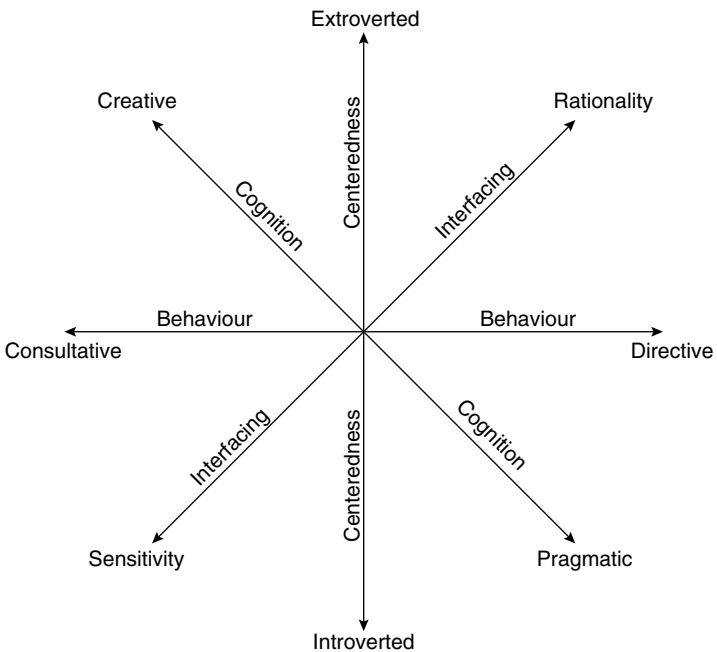 Extroverted
Creative
Rationality
Centeredness
Cognition
Interfacing
Behaviour
Behaviour
Consultative
Directive
Interfacing
Centeredness
Cognition
Sensitivity
Pragmatic
Introverted